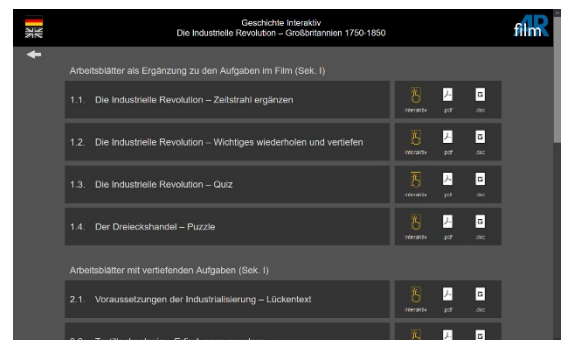 Geschichte Interaktiv
Die Industrielle Revolution – Großbritannien 1750-1850
AR
film
Arbeitsblätter als Ergänzung zu den Aufgaben im Film (Sek. I)
1.1. Die Industrielle Revolution – Zeitstrahl ergänzen
interaktiv .pdf .doc
1.2. Die Industrielle Revolution – Wichtiges wiederholen und vertiefen
interaktiv .pdf .doc
1.3. Die Industrielle Revolution – Quiz
interaktiv .pdf .doc
1.4. Der Dreieckshandel – Puzzle
interaktiv .pdf .doc
Arbeitsblätter mit vertiefenden Aufgaben (Sek. I)
2.1. Voraussetzungen der Industrialisierung – Lückentext
interaktiv .pdf .doc